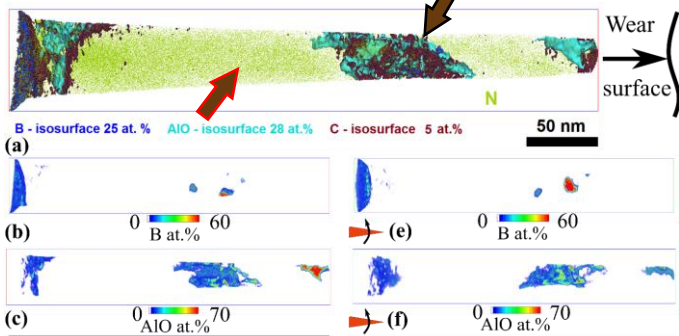 Wear
surface
N
B - isosurface 25 at. % AlO - isosurface 28 at.% C - isosurface 5 at.%
50 nm
(a)
(b) 0 60 B at.%
(e) 0 60 B at.%
(c) 0 70 AlO at.%
(f) 0 70 AlO at.%